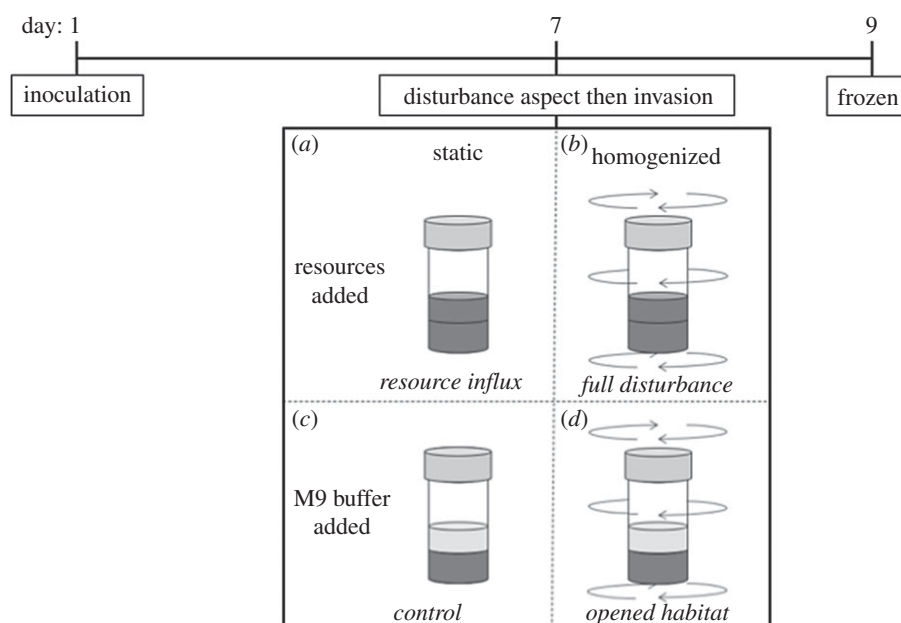 day: 1 7 9
inoculation disturbance aspect then invasion frozen
(a) static (b) homogenized
resources
added
resource influx full disturbance
(c) (d)
M9 buffer
added
control opened habitat